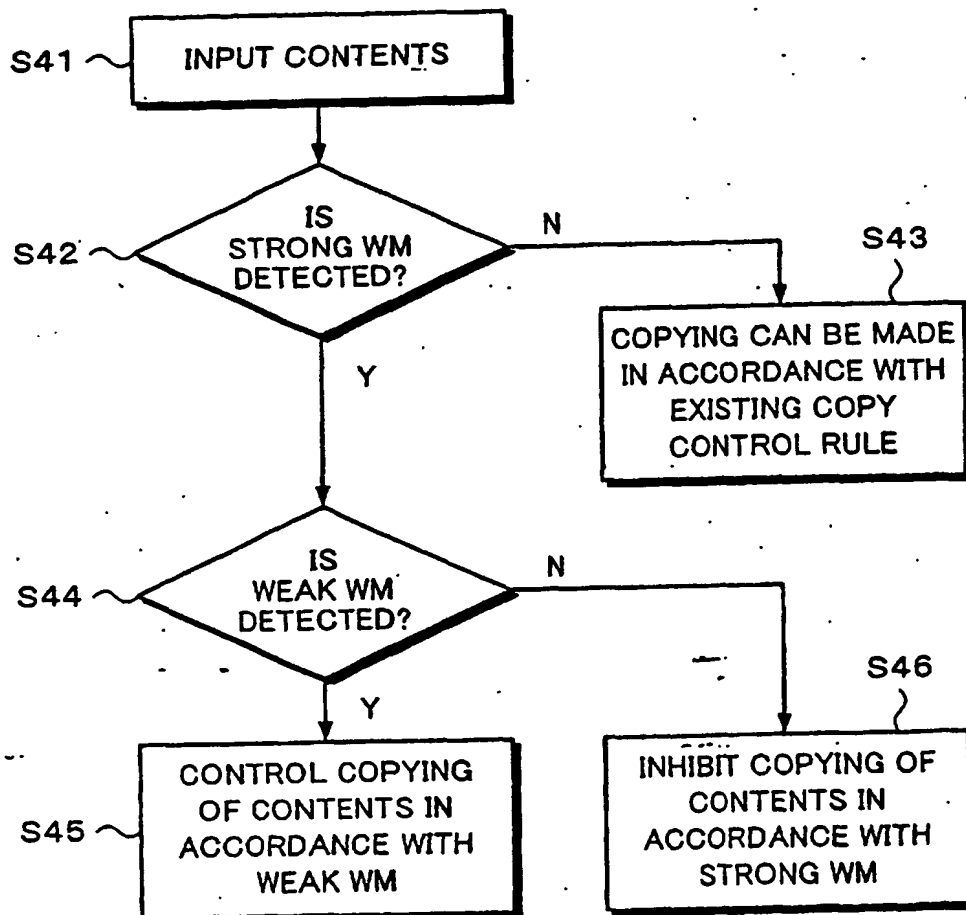 S41
INPUT CONTENTS
S42
IS
STRONG WM
DETECTED?
N
Y
S43
COPYING CAN BE MADE
IN ACCORDANCE WITH
EXISTING COPY
CONTROL RULE
S44
IS
WEAK WM
DETECTED?
N
Y
S45
CONTROL COPYING
OF CONTENTS IN
ACCORDANCE WITH
WEAK WM
S46
INHIBIT COPYING OF
CONTENTS IN
ACCORDANCE WITH
STRONG WM